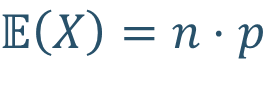 𝔼(X) = n · p